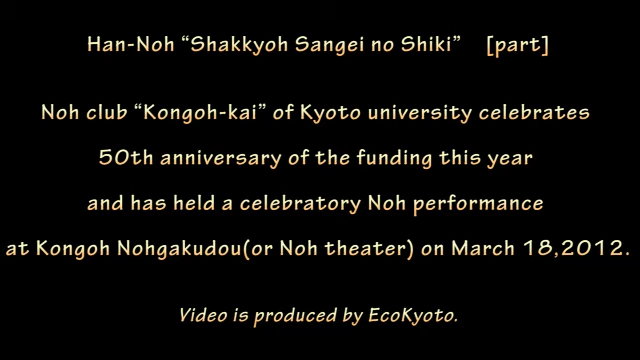 Han-Noh “Shakkyoh Sangei no Shiki” [part]
Noh club “Kongoh-kai” of Kyoto university celebrates
50th anniversary of the funding this year
and has held a celebratory Noh performance
at Kongoh Nohgakudou(or Noh theater) on March 18,2012.
Video is produced by EcoKyoto.